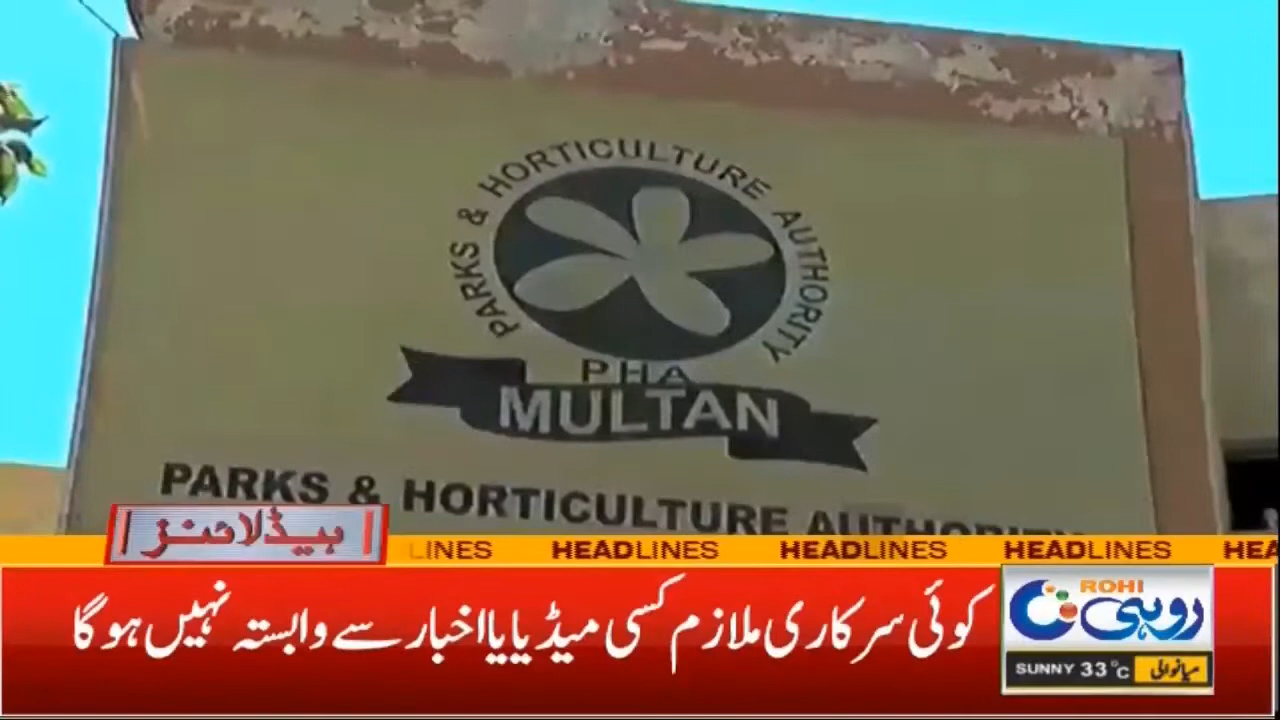 PARKS & HORTICULTURE AUTHORITY
PHA
MULTAN
PARKS & HORTICULTURE AUTHORITY
ہیڈلائنز
LINES HEADLINES HEADLINES HEADLINES HEA
کوئی سرکاری ملازم کسی میڈیا یا اخبار سے وابستہ نہیں ہوگا
ROHI
روہی
SUNNY 33°C میانوالی